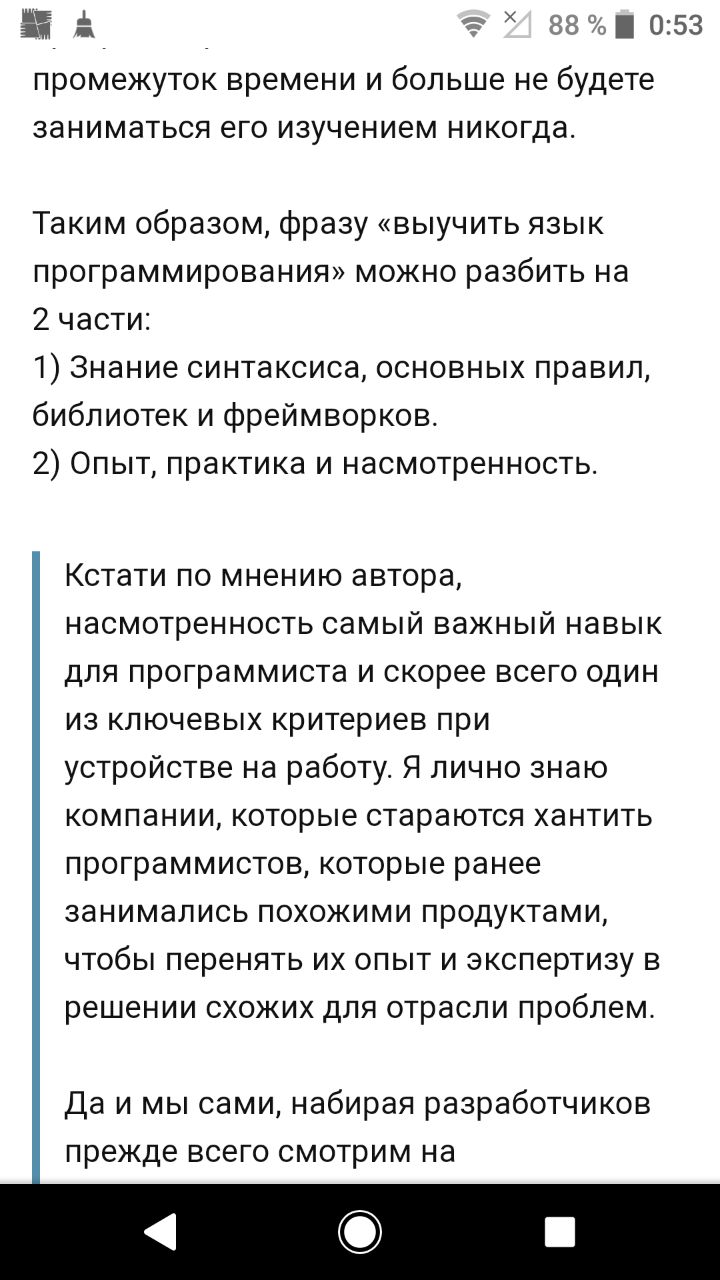 88 % 0:53
промежуток времени и больше не будете
заниматься его изучением никогда.
Таким образом, фразу «выучить язык
программирования» можно разбить на
2 части:
1) Знание синтаксиса, основных правил,
библиотек и фреймворков.
2) Опыт, практика и насмотренность.
Кстати по мнению автора,
насмотренность самый важный навык
для программиста и скорее всего один
из ключевых критериев при
устройстве на работу. Я лично знаю
компании, которые стараются хантить
программистов, которые ранее
занимались похожими продуктами,
чтобы перенять их опыт и экспертизу в
решении схожих для отрасли проблем.
Да и мы сами, набирая разработчиков
прежде всего смотрим на